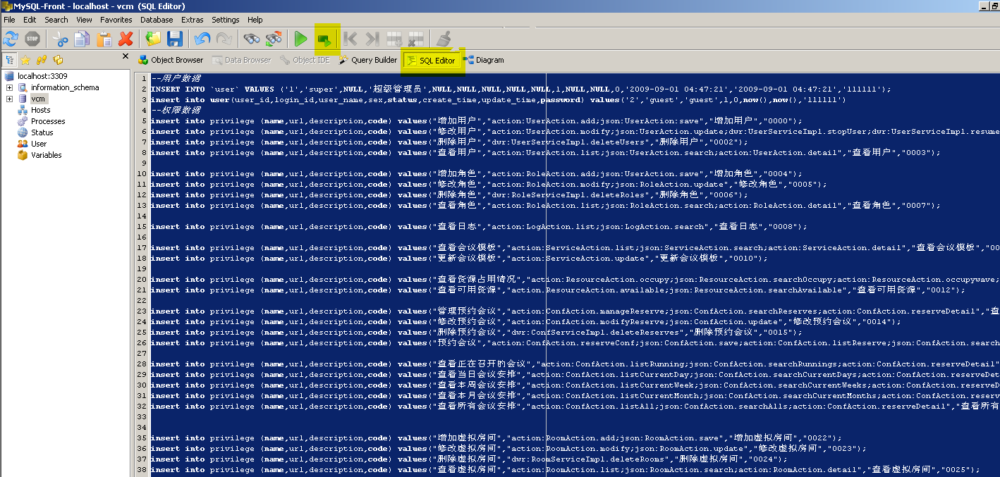 MySQL-Front - localhost - vcm  (SQL Editor)
File Edit Search View Favorites Database Extras Settings Help
STOP
Object Browser Data Browser Object IDE Query Builder SQL Editor Diagram
localhost:3309
information_schema
vcm
Hosts
Processes
Status
User
Variables
1 --用户数据
2 INSERT INTO `user` VALUES ('1','super',NULL,'超级管理员',NULL,NULL,NULL,NULL,NULL,1,NULL,NULL,0,'2009-09-01 04:47:21','2009-09-01 04:47:21','111111');
3 insert into user(user_id,login_id,user_name,sex,status,create_time,update_time,password) values('2','guest','guest',1,0,now(),now(),'111111')
4 --权限数据
5 insert into privilege (name,url,description,code) values("增加用户","action:UserAction.add;json:UserAction:save","增加用户","0000");
6 insert into privilege (name,url,description,code) values("修改用户","action:UserAction.modify;json:UserAction.update;dwr:UserServiceImpl.stopUser;dwr:UserServiceImpl.resume
7 insert into privilege (name,url,description,code) values("删除用户","dwr:UserServiceImpl.deleteUsers","删除用户","0002");
8 insert into privilege (name,url,description,code) values("查看用户","action:UserAction.list;json:UserAction.search;action:UserAction.detail","查看用户","0003");
9
10 insert into privilege (name,url,description,code) values("增加角色","action:RoleAction.add;json:UserAction.save","增加角色","0004");
11 insert into privilege (name,url,description,code) values("修改角色","action:RoleAction.modify;json:RoleAction.update","修改角色","0005");
12 insert into privilege (name,url,description,code) values("删除角色","dwr:RoleServiceImpl.deleteRoles","删除角色","0006");
13 insert into privilege (name,url,description,code) values("查看角色","action:RoleAction.list;json:RoleAction.search;action:RoleAction.detail","查看角色","0007");
14
15 insert into privilege (name,url,description,code) values("查看日志","action:LogAction.list;json:LogAction.search","查看日志","0008");
16
17 insert into privilege (name,url,description,code) values("查看会议模板","action:ServiceAction.list;json:ServiceAction.search;action:ServiceAction.detail","查看会议模板","00
18 insert into privilege (name,url,description,code) values("更新会议模板","action:ServiceAction.update","更新会议模板","0010");
19
20 insert into privilege (name,url,description,code) values("查看资源占用情况","action:ResourceAction.occupy;json:ResourceAction.searchOccupy;action:ResourceAction.occupywave;
21 insert into privilege (name,url,description,code) values("查看可用资源","action:ResourceAction.available;json:ResourceAction.searchAvailable","查看可用资源","0012");
22
23 insert into privilege (name,url,description,code) values("管理预约会议","action:ConfAction.manageReserve;json:ConfAction.searchReserves;action:ConfAction.reserveDetail","查
24 insert into privilege (name,url,description,code) values("修改预约会议","action:ConfAction.modifyReserve;json:ConfAction.update","修改预约会议","0014");
25 insert into privilege (name,url,description,code) values("删除预约会议","dwr:ConfServiceImpl.deleteReserves","删除预约会议","0015");
26 insert into privilege (name,url,description,code) values("预约会议","action:ConfAction.reserveConf;json:ConfAction.save;action:ConfAction.listReserve;json:ConfAction.search
27
28 insert into privilege (name,url,description,code) values("查看正在召开的会议","action:ConfAction.listRunning;json:ConfAction.searchRunnings;action:ConfAction.reserveDetail"
29 insert into privilege (name,url,description,code) values("查看当日会议安排","action:ConfAction.listCurrentDay;json:ConfAction.searchCurrentDays;action:ConfAction.reserveDet
30 insert into privilege (name,url,description,code) values("查看本周会议安排","action:ConfAction.listCurrentWeek;json:ConfAction.searchCurrentWeeks;action:ConfAction.reserveD
31 insert into privilege (name,url,description,code) values("查看本月会议安排","action:ConfAction.listCurrentMonth;json:ConfAction.searchCurrentMonths;action:ConfAction.reserve
32 insert into privilege (name,url,description,code) values("查看所有会议安排","action:ConfAction.listAll;json:ConfAction.searchAlls;action:ConfAction.reserveDetail","查看所有
33
34
35 insert into privilege (name,url,description,code) values("增加虚拟房间","action:RoomAction.add;json:RoomAction.save","增加虚拟房间","0022");
36 insert into privilege (name,url,description,code) values("修改虚拟房间","action:RoomAction.modify;json:RoomAction.update","修改虚拟房间","0023");
37 insert into privilege (name,url,description,code) values("删除虚拟房间","dwr:RoomServiceImpl.deleteRooms","删除虚拟房间","0024");
38 insert into privilege (name,url,description,code) values("查看虚拟房间","action:RoomAction.list;json:RoomAction.search;action:RoomAction.detail","查看虚拟房间","0025");